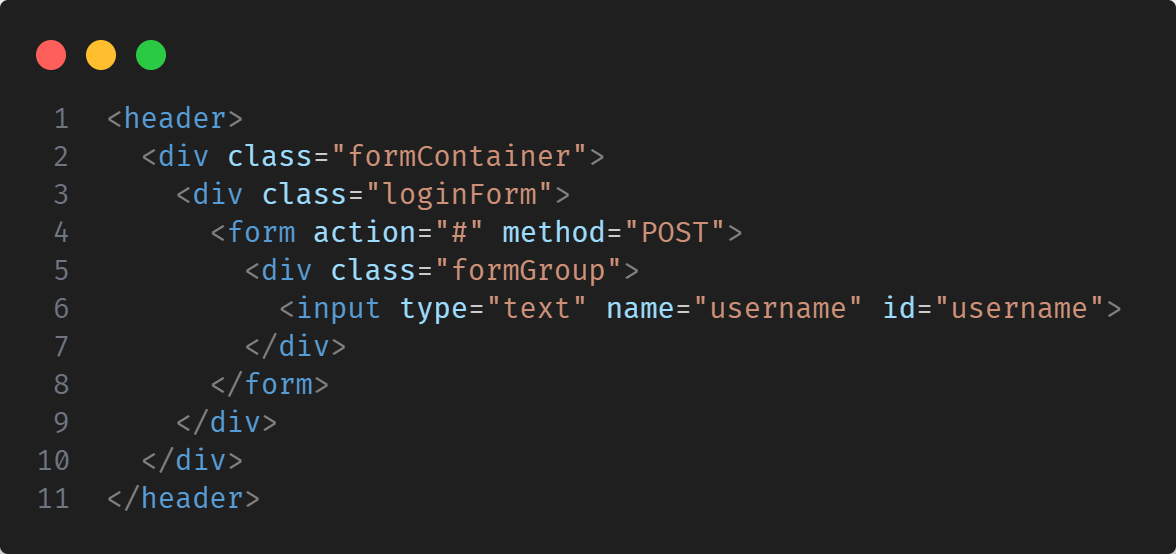 1 <header>
2   <div class="formContainer">
3     <div class="loginForm">
4       <form action="#" method="POST">
5         <div class="formGroup">
6           <input type="text" name="username" id="username">
7         </div>
8       </form>
9     </div>
10   </div>
11 </header>